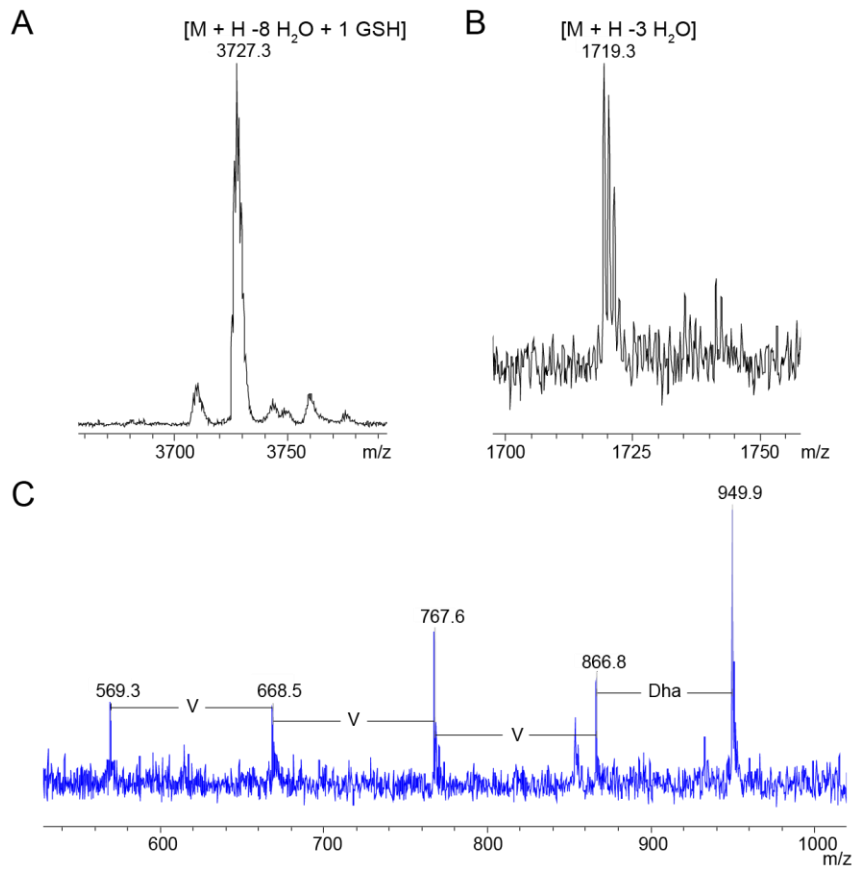 A
[M + H -8 H₂O + 1 GSH]
3727.3
3700
3750
m/z
B
[M + H -3 H₂O]
1719.3
1700
1725
1750
m/z
C
949.9
767.6
866.8
569.3
668.5
Dha
V
V
V
600
700
800
900
1000
m/z